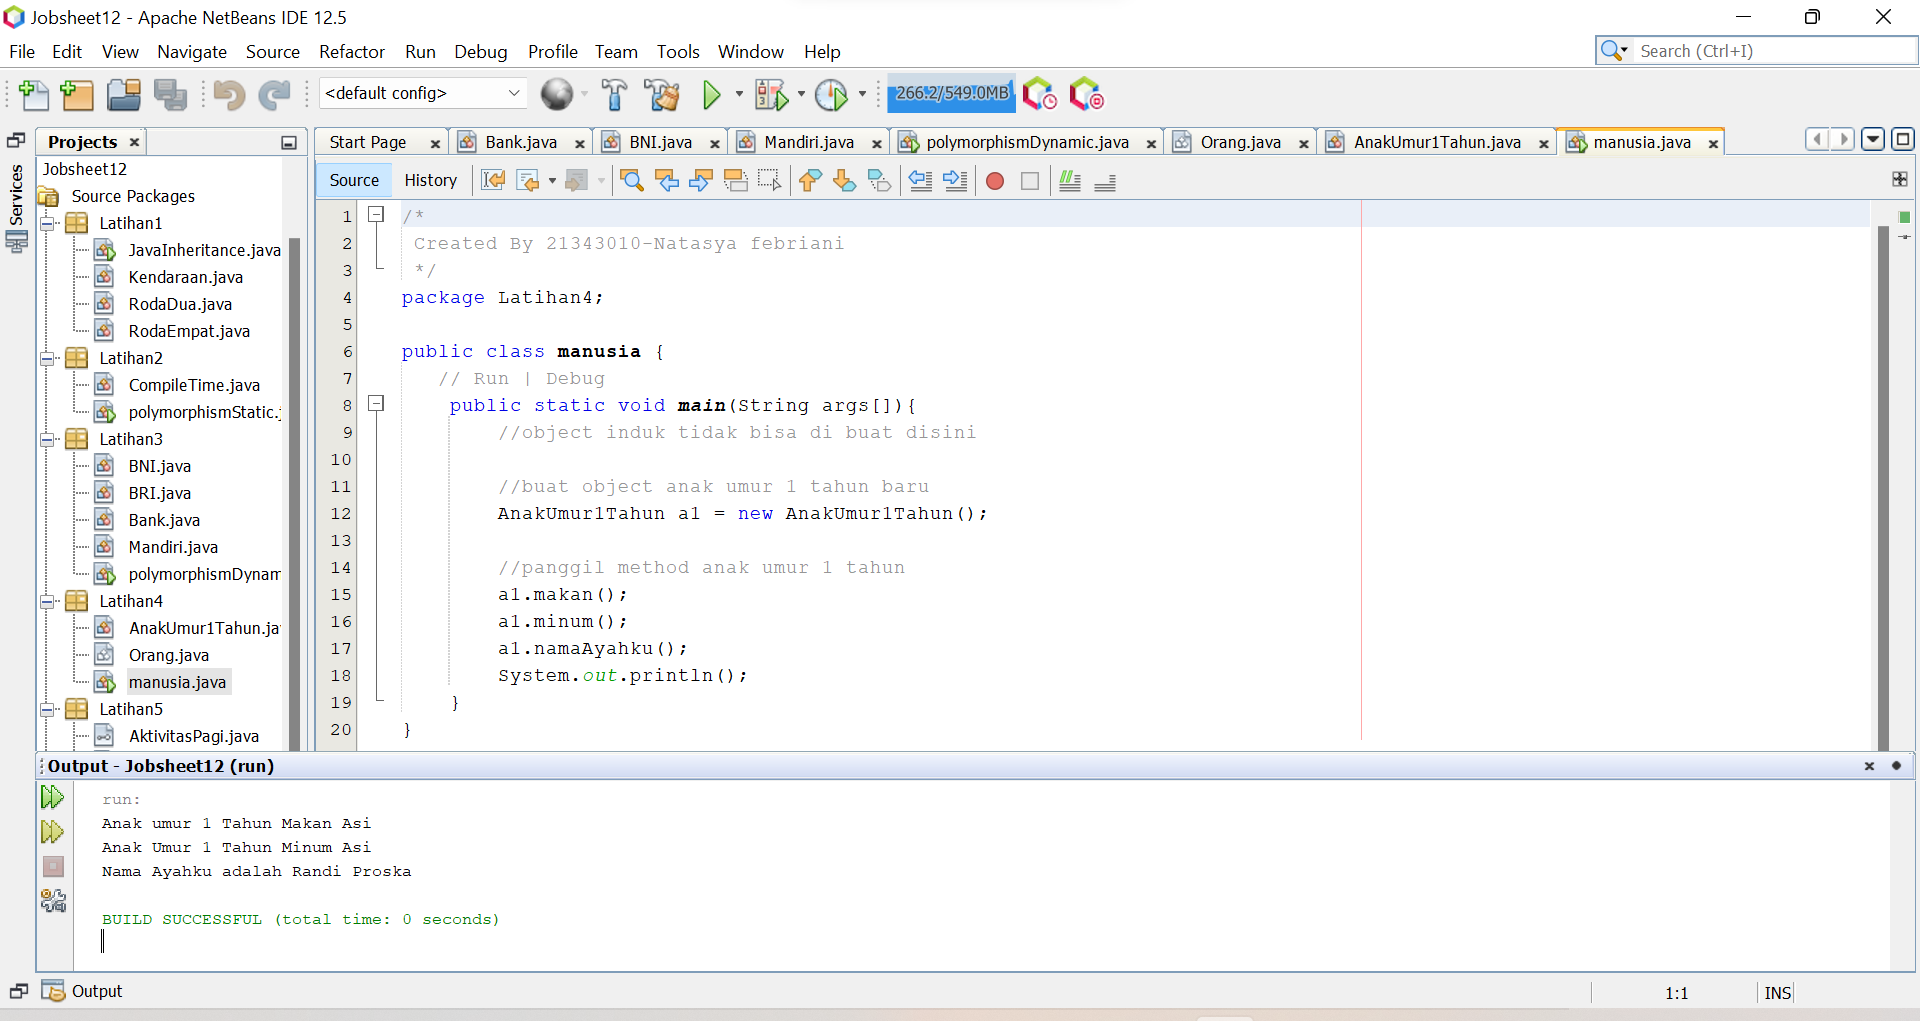 Jobsheet12 - Apache NetBeans IDE 12.5
File Edit View Navigate Source Refactor Run Debug Profile Team Tools Window Help
Search (Ctrl+I)
<default config>
266.2/549.0MB
Services
Projects
Start Page Bank.java BNI.java Mandiri.java polymorphismDynamic.java Orang.java AnakUmur1Tahun.java manusia.java
Source History
Jobsheet12
Source Packages
Latihan1
JavaInheritance.java
Kendaraan.java
RodaDua.java
RodaEmpat.java
Latihan2
CompileTime.java
polymorphismStatic.j
Latihan3
BNI.java
BRI.java
Bank.java
Mandiri.java
polymorphismDynam
Latihan4
AnakUmur1Tahun.ja
Orang.java
manusia.java
Latihan5
AktivitasPagi.java
1 /*
2 Created By 21343010-Natasya febriani
3 */
4 package Latihan4;
5
6 public class manusia {
7 // Run | Debug
8 public static void main(String args[]){
9 //object induk tidak bisa di buat disini
10
11 //buat object anak umur 1 tahun baru
12 AnakUmur1Tahun a1 = new AnakUmur1Tahun();
13
14 //panggil method anak umur 1 tahun
15 a1.makan();
16 a1.minum();
17 a1.namaAyahku();
18 System.out.println();
19 }
20 }
Output - Jobsheet12 (run)
run:
Anak umur 1 Tahun Makan Asi
Anak Umur 1 Tahun Minum Asi
Nama Ayahku adalah Randi Proska
BUILD SUCCESSFUL (total time: 0 seconds)
Output
1:1 INS